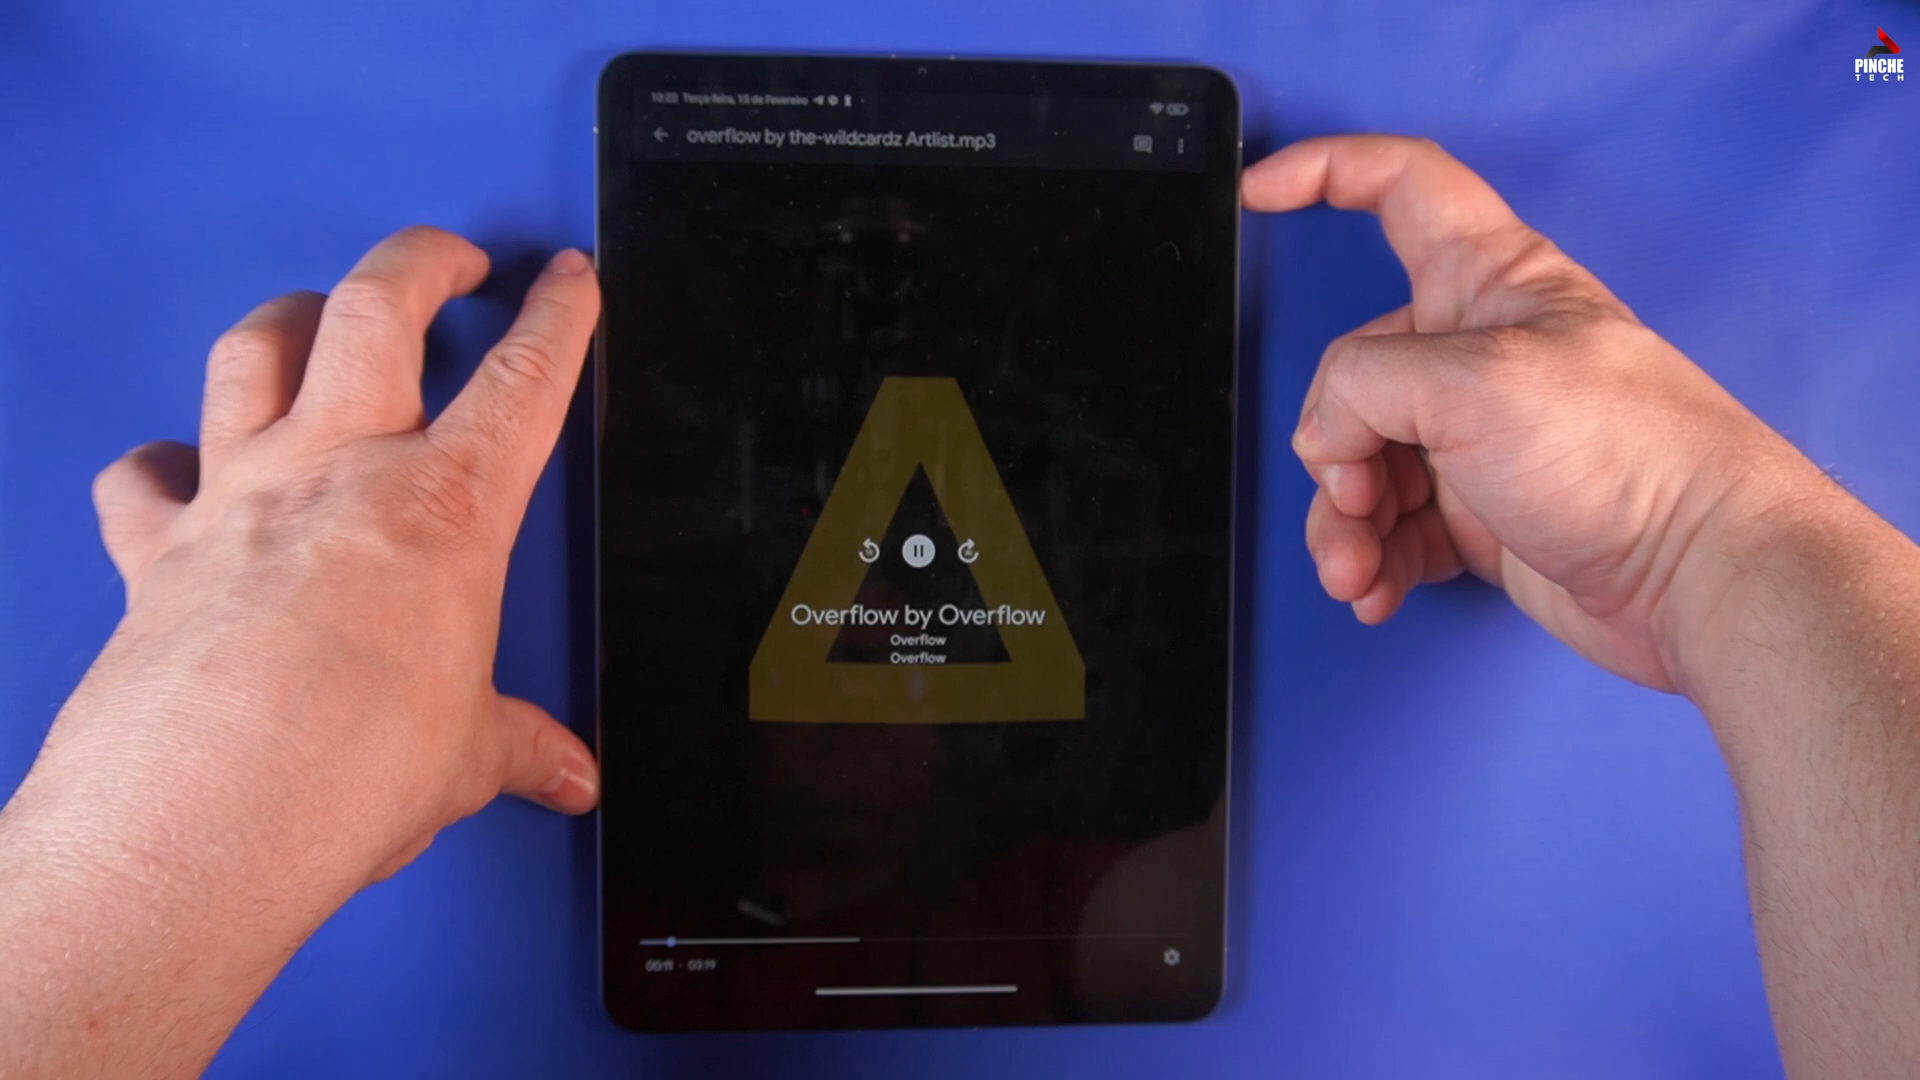 PINCHE
TECH
10:22 Terça-feira, 15 de Fevereiro
overflow by the-wildcardz Artlist.mp3
Overflow by Overflow
Overflow
Overflow
00:11 · 03:19